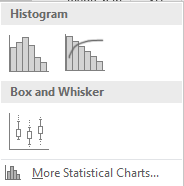 Histogram
Box and Whisker
More Statistical Charts...